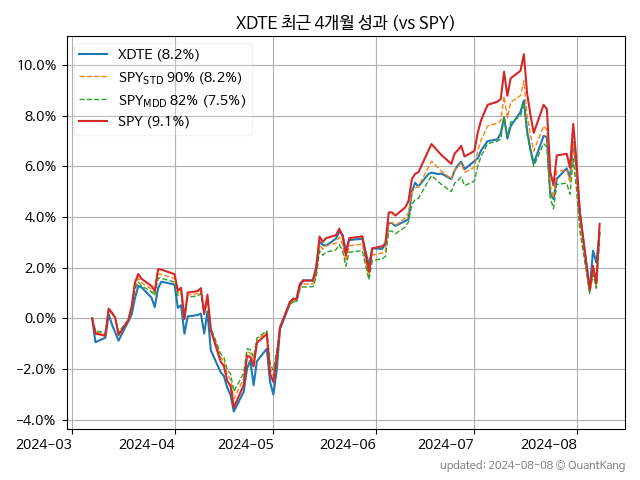 XDTE 최근 4개월 성과 (vs SPY)
XDTE (8.2%)
SPY_STD 90% (8.2%)
SPY_MDD 82% (7.5%)
SPY (9.1%)
10.0%
8.0%
6.0%
4.0%
2.0%
0.0%
−2.0%
−4.0%
2024-03 2024-04 2024-05 2024-06 2024-07 2024-08
updated: 2024-08-08 © QuantKang